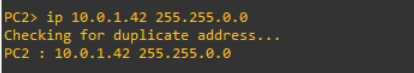 PC2> ip 10.0.1.42 255.255.0.0
Checking for duplicate address...
PC2 : 10.0.1.42 255.255.0.0